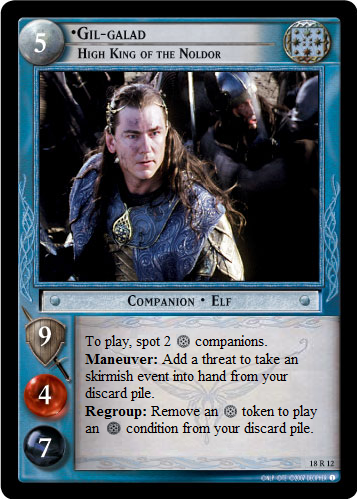 5
•Gil-galad
High King of the Noldor
Companion • Elf
9
4
7
To play, spot 2 companions.
Maneuver: Add a threat to take an
skirmish event into hand from your
discard pile.
Regroup: Remove an token to play
an condition from your discard pile.
18 R 12